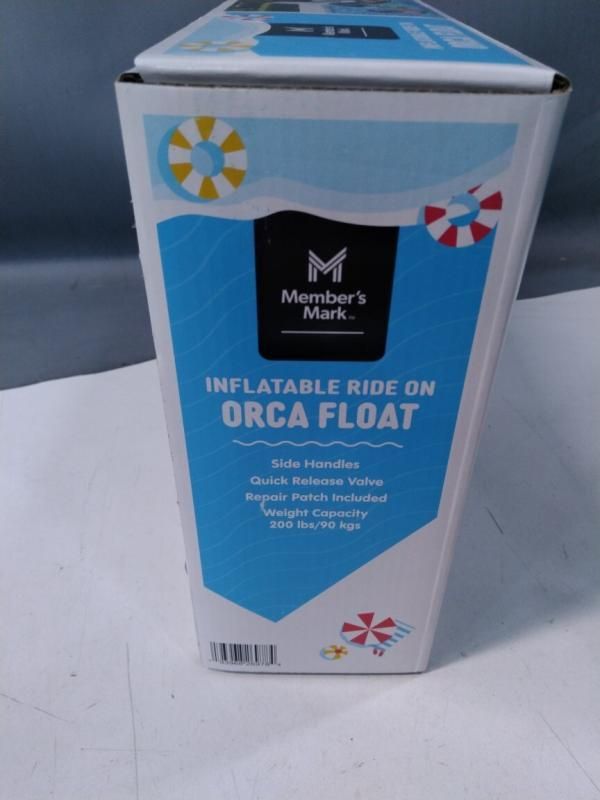 Member's
Mark™
INFLATABLE RIDE ON
ORCA FLOAT
Side Handles
Quick Release Valve
Repair Patch Included
Weight Capacity
200 lbs/90 kgs